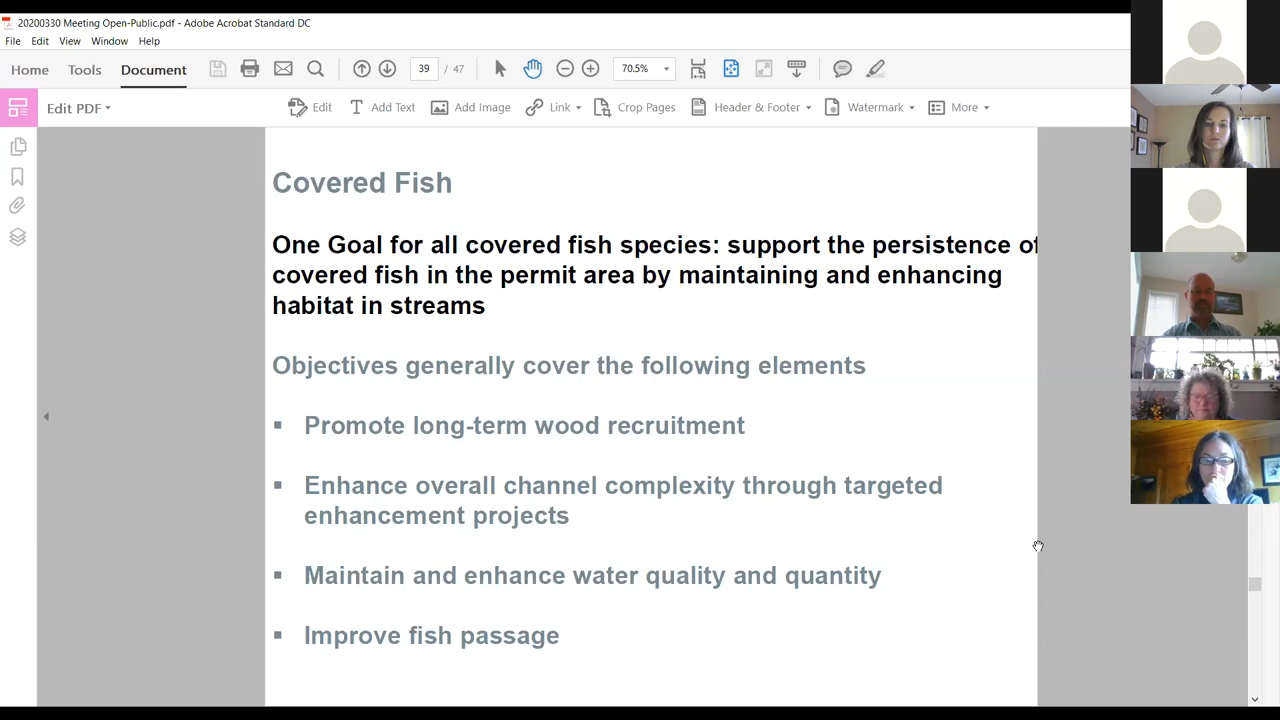 20200330 Meeting Open-Public.pdf - Adobe Acrobat Standard DC
File Edit View Window Help
Home Tools Document 39 / 47 70.5%
Edit PDF Edit Add Text Add Image Link Crop Pages Header & Footer Watermark More
Covered Fish
One Goal for all covered fish species: support the persistence of
covered fish in the permit area by maintaining and enhancing
habitat in streams
Objectives generally cover the following elements
▪ Promote long-term wood recruitment
▪ Enhance overall channel complexity through targeted
enhancement projects
▪ Maintain and enhance water quality and quantity
▪ Improve fish passage